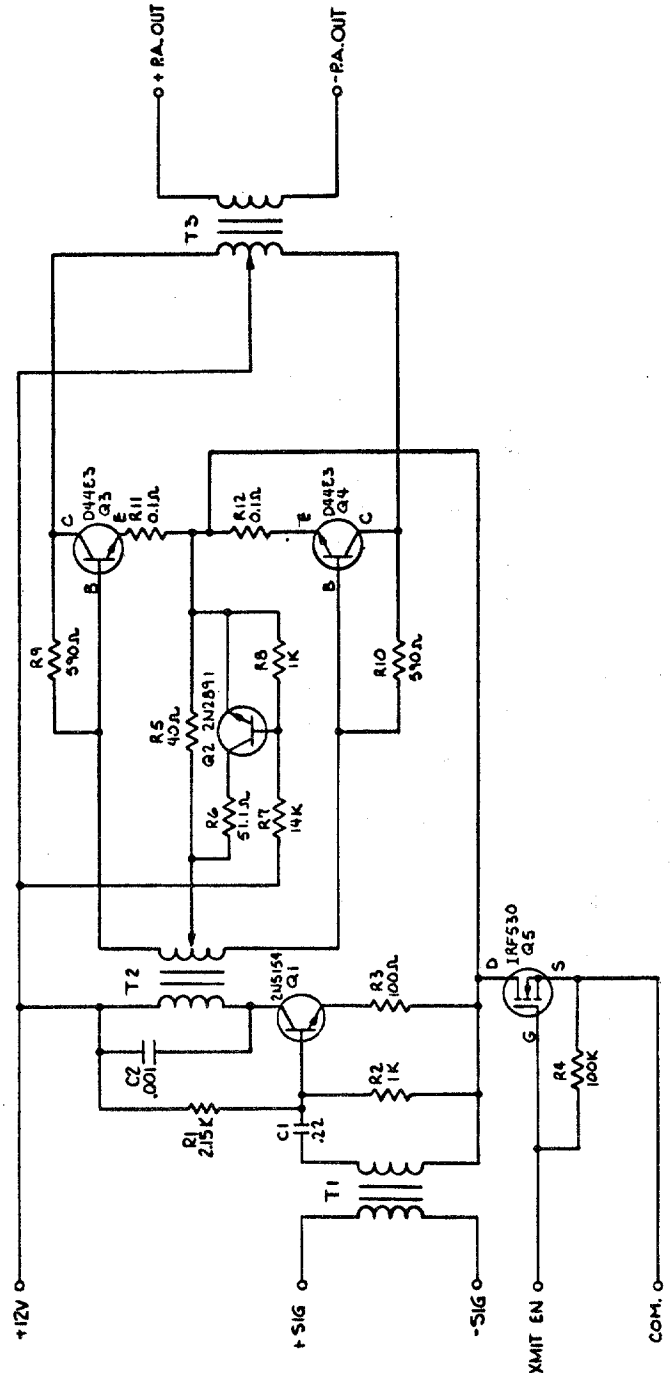 +12V
+ SIG
-SIG
XMIT EN
COM.
T1
C1
.22
R1
2.15K
R2
1K
C2
.001
T2
2N5154
Q1
R3
100Ω
R4
100K
G
D
S
IRF530
Q5
R5
40Ω
R6
51.1Ω
Q2 2N2891
R7
14K
R8
1K
R9
590Ω
R10
590Ω
B
C
E
D44E3
Q3
R11
0.1Ω
R12
0.1Ω
B
E
C
D44E3
Q4
T3
+ P.A. OUT
- P.A. OUT